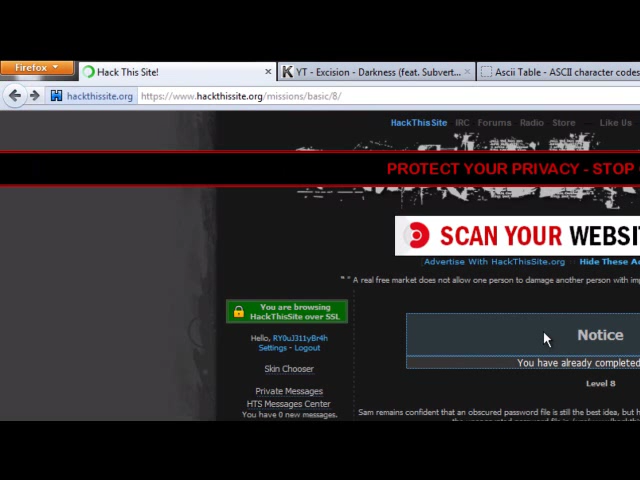 Firefox
Hack This Site!
YT - Excision - Darkness (feat. Subvert...
Ascii Table - ASCII character codes
hackthissite.org
https://www.hackthissite.org/missions/basic/8/
HackThisSite IRC Forums Radio Store Like Us
PROTECT YOUR PRIVACY - STOP
SCAN YOUR WEBSIT
Advertise With HackThisSite.org Hide These Ad
A real free market does not allow one person to damage another person with
You are browsing
HackThisSite over SSL
Hello,
Settings - Logout
Notice
You have already completed
Skin Chooser
Level 8
Private Messages
HTS Messages Center
You have 0 new messages.
Sam remains confident that an obscured password file is still the best idea, but